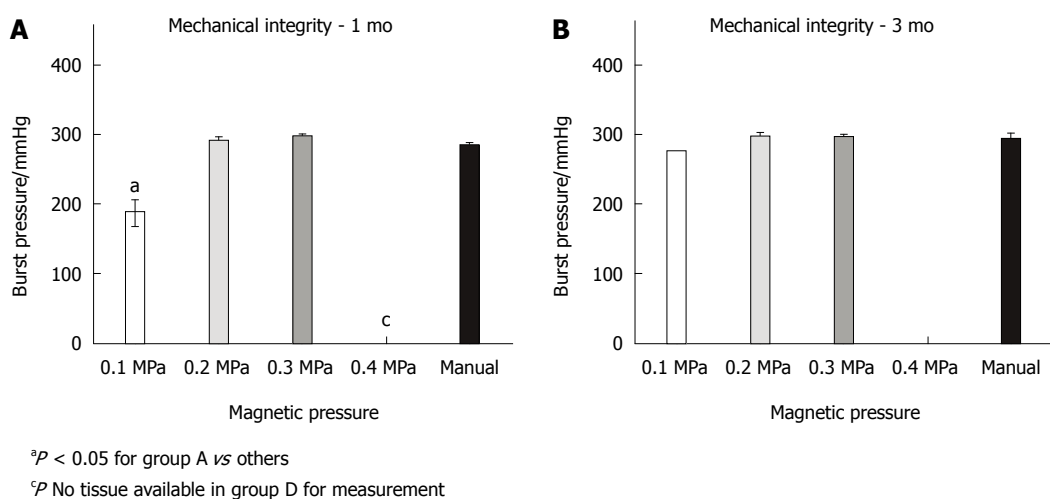 A
Mechanical integrity - 1 mo
Burst pressure/mmHg
400
300
200
100
0
a
c
0.1 MPa 0.2 MPa 0.3 MPa 0.4 MPa Manual
Magnetic pressure
B
Mechanical integrity - 3 mo
Burst pressure/mmHg
400
300
200
100
0
0.1 MPa 0.2 MPa 0.3 MPa 0.4 MPa Manual
Magnetic pressure
ᵃP < 0.05 for group A vs others
ᶜP No tissue available in group D for measurement